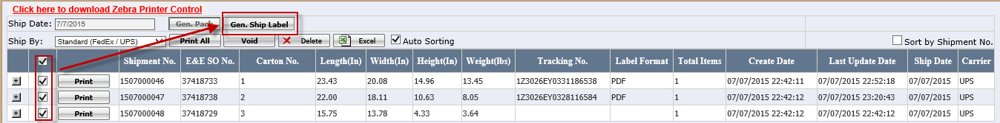 Click here to download Zebra Printer Control
Ship Date: 7/7/2015 Gen. Pack Gen. Ship Label
Ship By: Standard (FedEx / UPS) Print All Void Delete Excel Auto Sorting Sort by Shipment No.
Shipment No. E&E SO No. Carton No. Length(In) Width(In) Height(In) Weight(lbs) Tracking No. Label Format Total Items Create Date Last Update Date Ship Date Carrier
Print 1507000046 37418733 1 23.43 20.08 14.96 13.45 1Z3026EY0331186538 PDF 1 07/07/2015 22:42:11 07/07/2015 22:52:18 07/07/2015 UPS
Print 1507000047 37418738 2 22.00 18.11 10.63 8.05 1Z3026EY0328116584 PDF 1 07/07/2015 22:42:12 07/07/2015 23:20:43 07/07/2015 UPS
Print 1507000048 37418729 3 15.75 13.78 4.33 3.64 1 07/07/2015 22:42:12 07/07/2015 22:42:12 07/07/2015 UPS